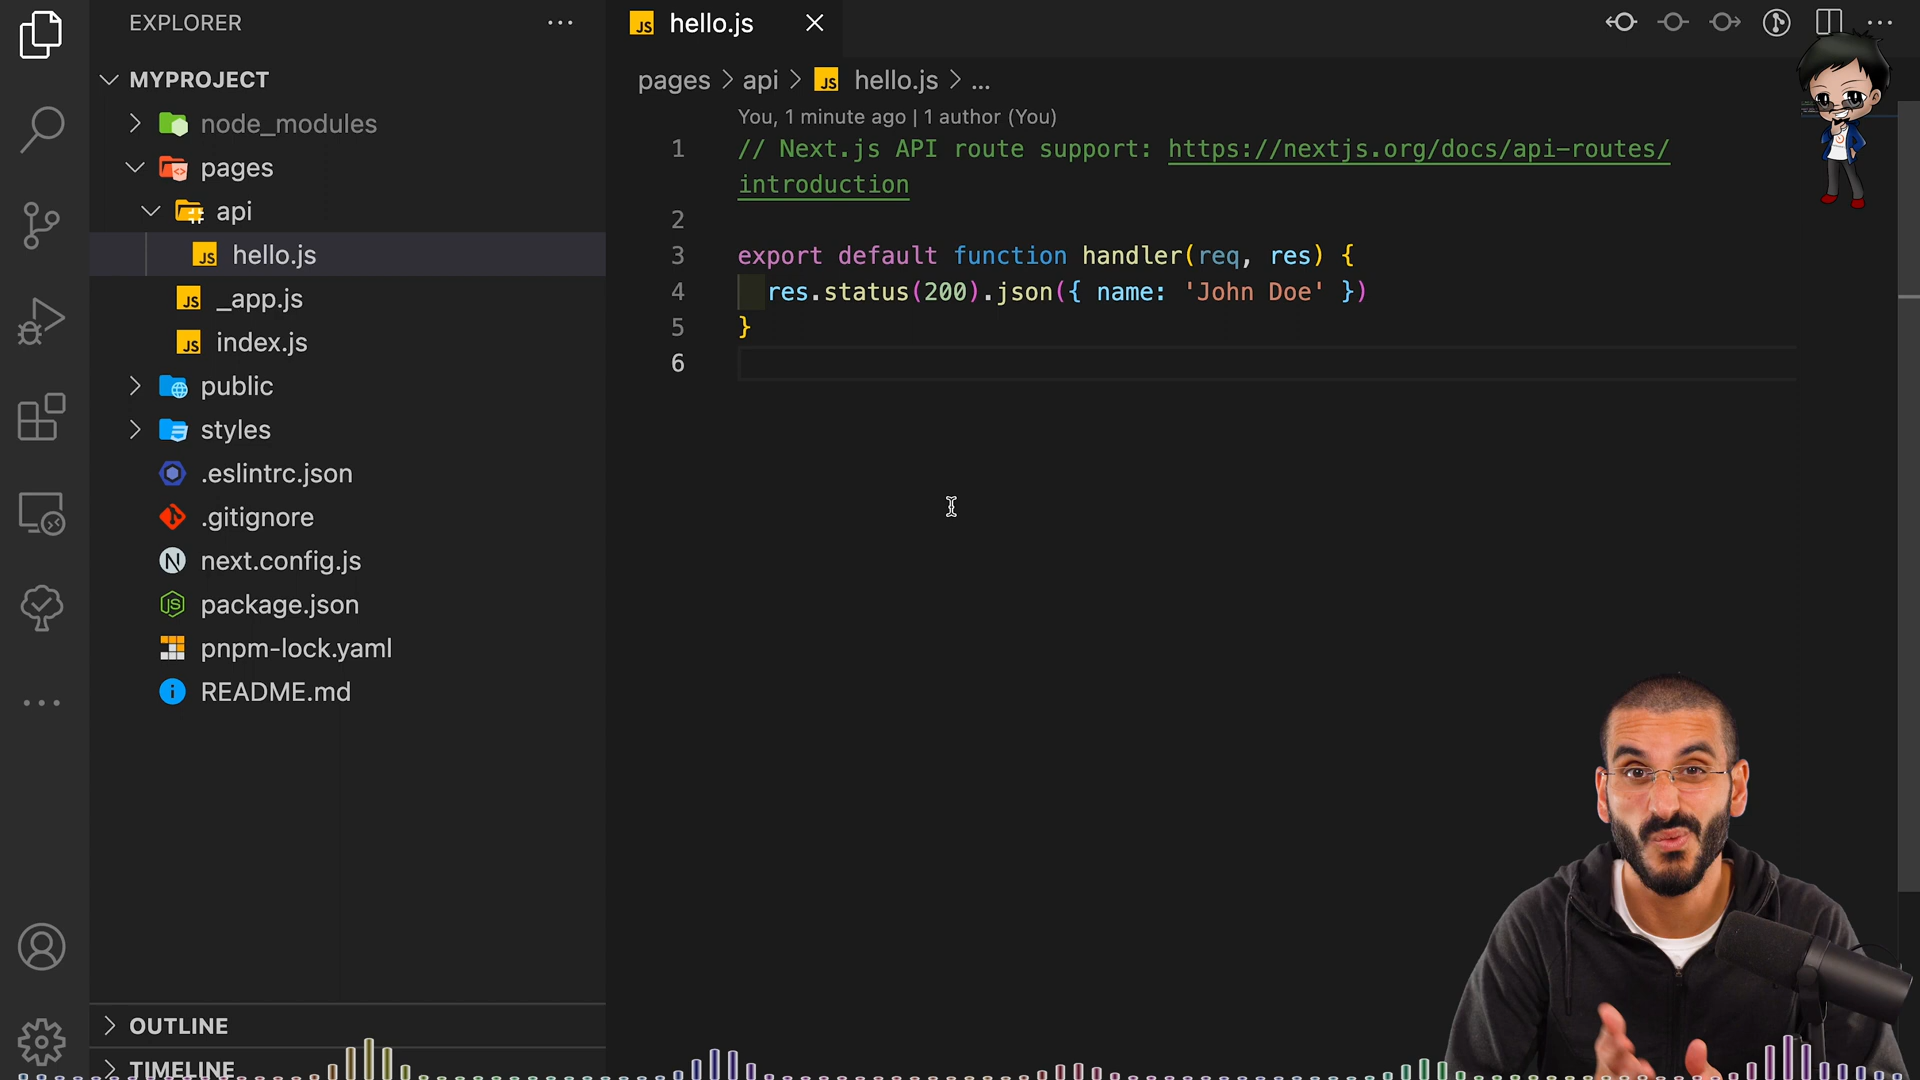 EXPLORER
MYPROJECT
node_modules
pages
api
hello.js
_app.js
index.js
public
styles
.eslintrc.json
.gitignore
next.config.js
package.json
pnpm-lock.yaml
README.md
OUTLINE
TIMELINE
JS hello.js
pages > api > JS hello.js > ...
You, 1 minute ago | 1 author (You)
1 // Next.js API route support: https://nextjs.org/docs/api-routes/
introduction
2
3 export default function handler(req, res) {
4 res.status(200).json({ name: 'John Doe' })
5 }
6